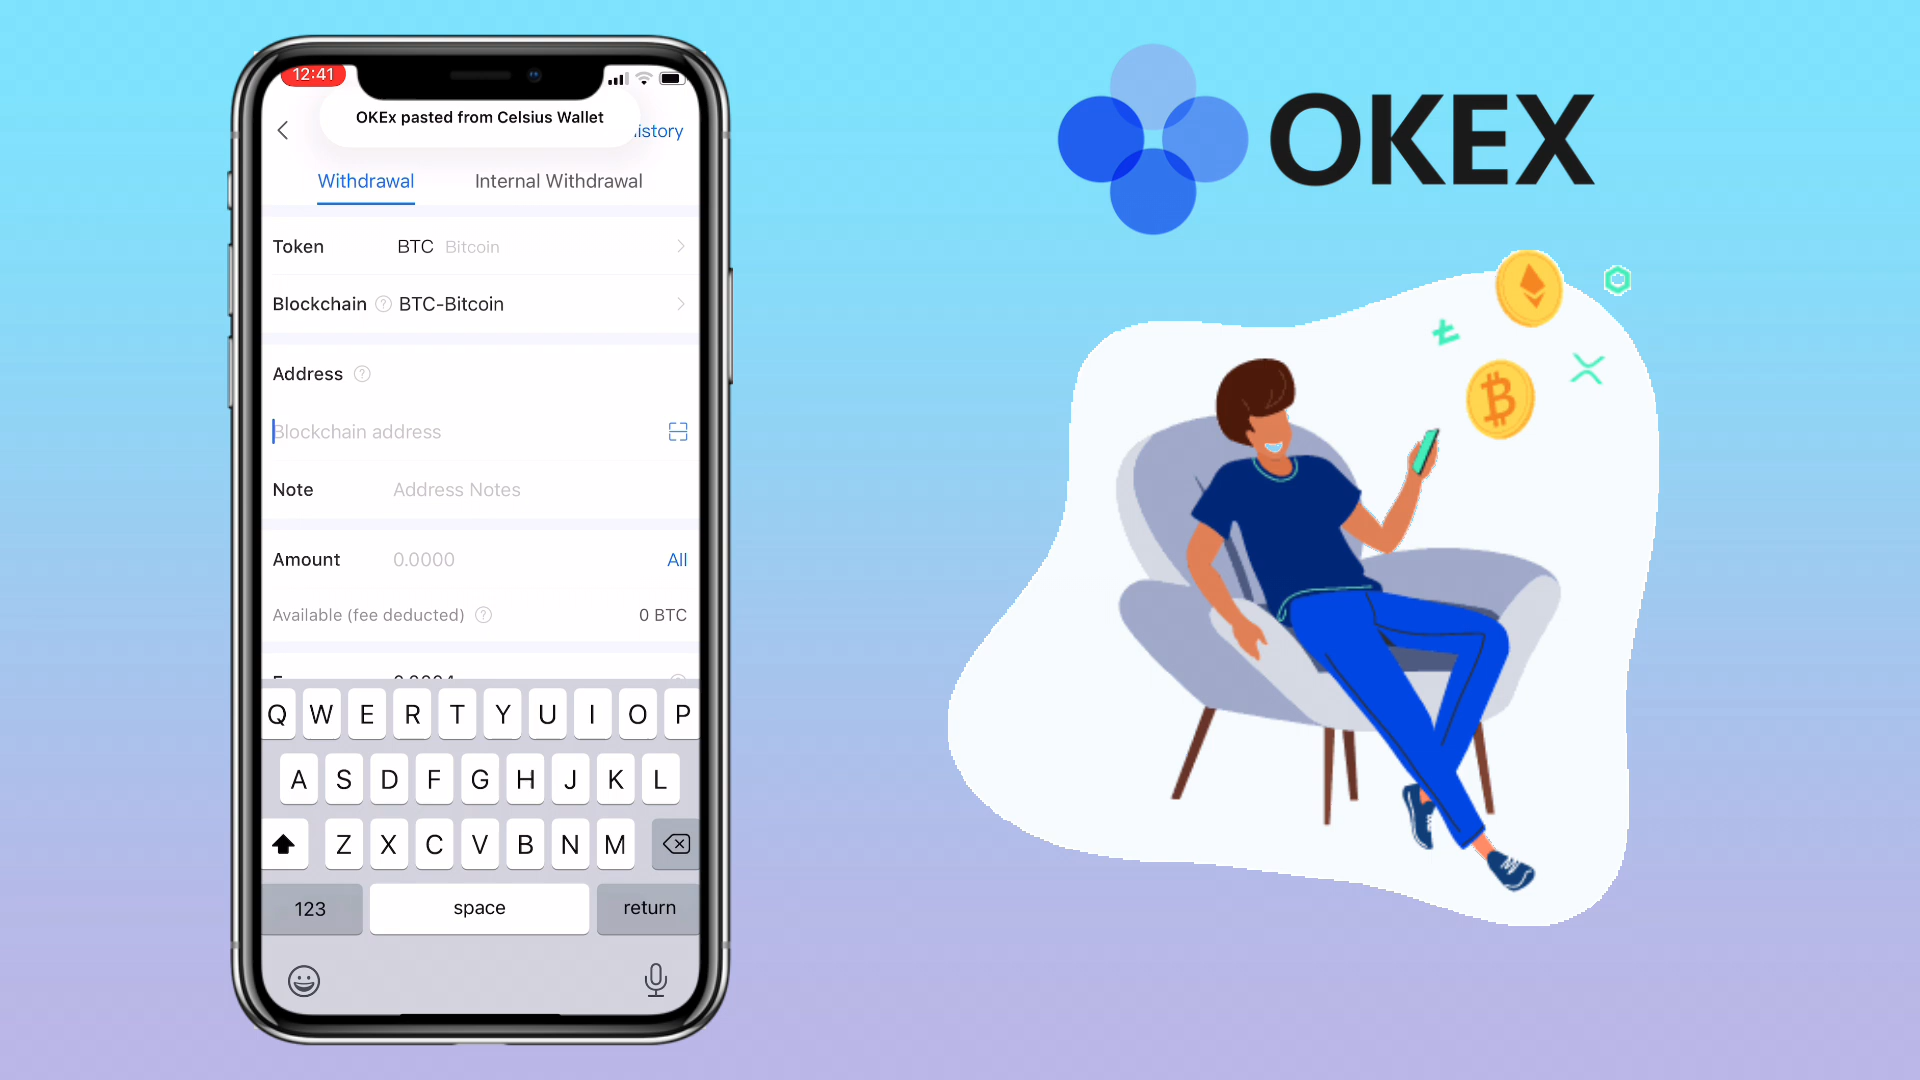 12:41
OKEx pasted from Celsius Wallet
istory
Withdrawal Internal Withdrawal
Token BTC Bitcoin
Blockchain ? BTC-Bitcoin
Address ?
Blockchain address
Note Address Notes
Amount 0.0000 All
Available (fee deducted) ? 0 BTC
Q W E R T Y U I O P
A S D F G H J K L
Z X C V B N M
123 space return
OKEX